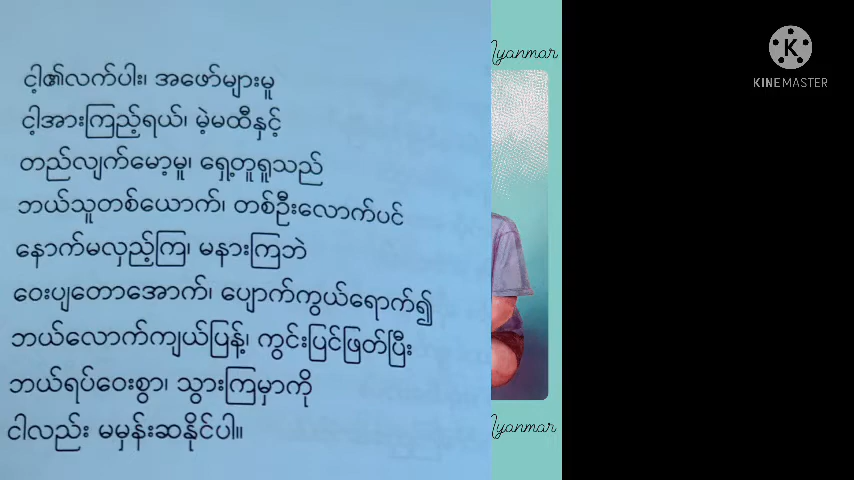 ငါ့၏လက်ပါး၊ အဖော်များမူ
ငါ့အားကြည့်ရယ်၊ မဲ့မထီနှင့်
တည်လျက်မော့မူ၊ ရှေ့တူရူသည်
ဘယ်သူတစ်ယောက်၊ တစ်ဦးလောက်ပင်
နောက်မလှည့်ကြ၊ မနားကြဘဲ
ဝေးပျတောအောက်၊ ပျောက်ကွယ်ရောက်၍
ဘယ်လောက်ကျယ်ပြန့်၊ ကွင်းပြင်ဖြတ်ပြီး
ဘယ်ရပ်ဝေးစွာ၊ သွားကြမှာကို
ငါလည်း မမှန်းဆနိုင်ပါ။
Myanmar
Myanmar
KINEMASTER